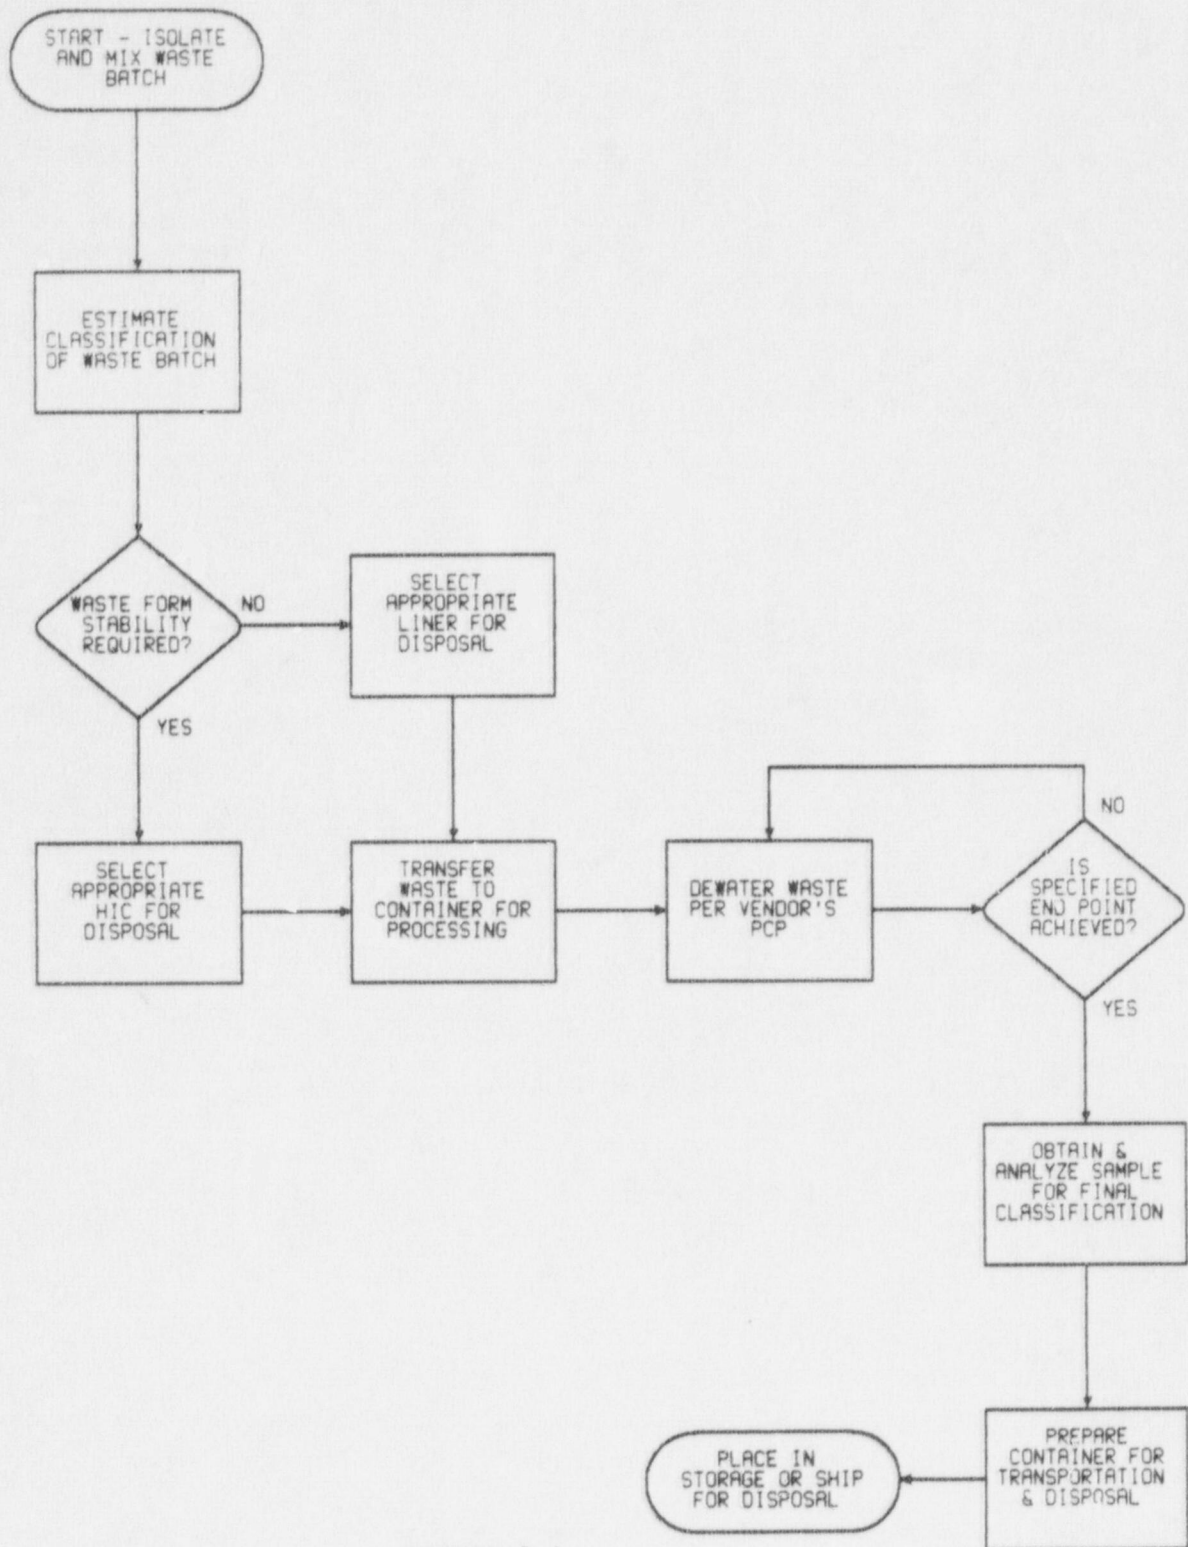 START - ISOLATE
AND MIX WASTE
BATCH
ESTIMATE
CLASSIFICATION
OF WASTE BATCH
WASTE FORM
STABILITY
REQUIRED?
NO
YES
SELECT
APPROPRIATE
LINER FOR
DISPOSAL
SELECT
APPROPRIATE
HIC FOR
DISPOSAL
TRANSFER
WASTE TO
CONTAINER FOR
PROCESSING
DEWATER WASTE
PER VENDOR'S
PCP
IS
SPECIFIED
END POINT
ACHIEVED?
NO
YES
OBTAIN &
ANALYZE SAMPLE
FOR FINAL
CLASSIFICATION
PREPARE
CONTAINER FOR
TRANSPORTATION
& DISPOSAL
PLACE IN
STORAGE OR SHIP
FOR DISPOSAL